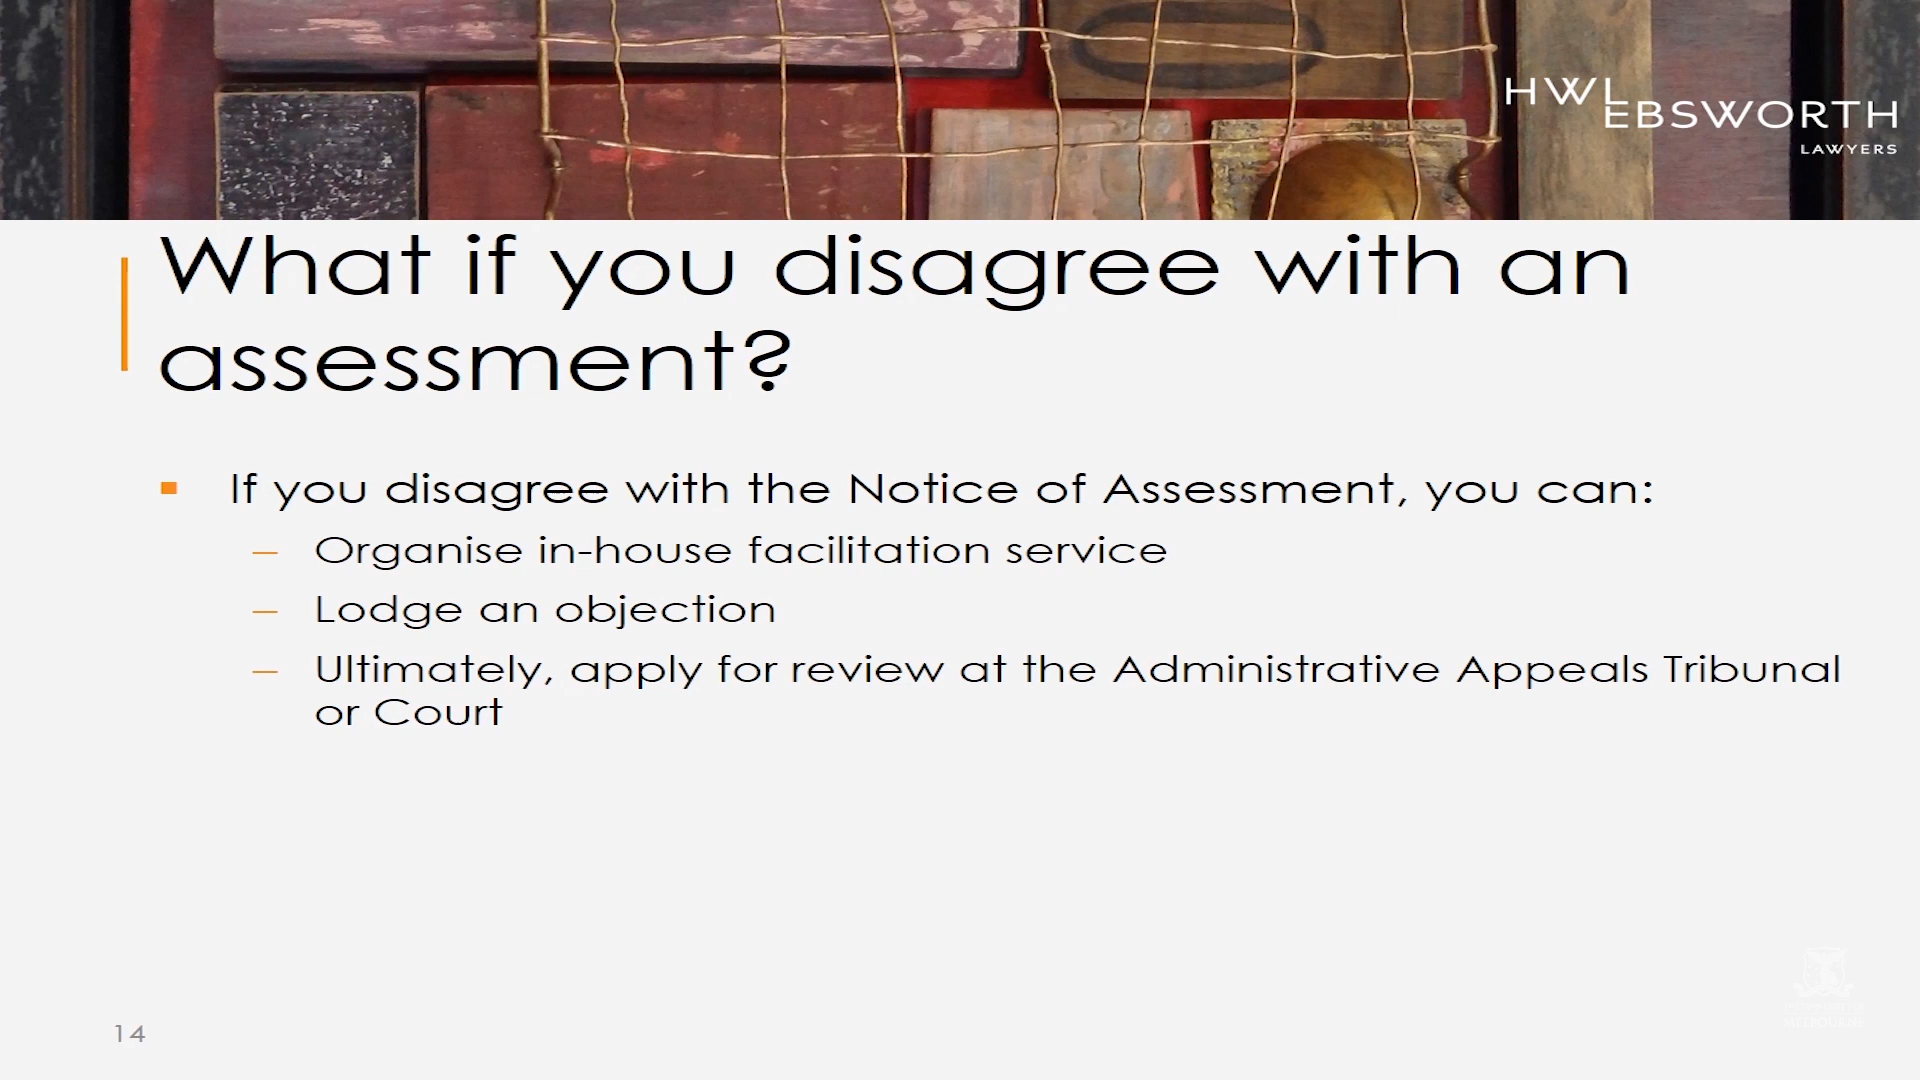 HWL
EBSWORTH
LAWYERS
What if you disagree with an
assessment?
If you disagree with the Notice of Assessment, you can:
– Organise in-house facilitation service
– Lodge an objection
– Ultimately, apply for review at the Administrative Appeals Tribunal
or Court
14
MELBOURNE